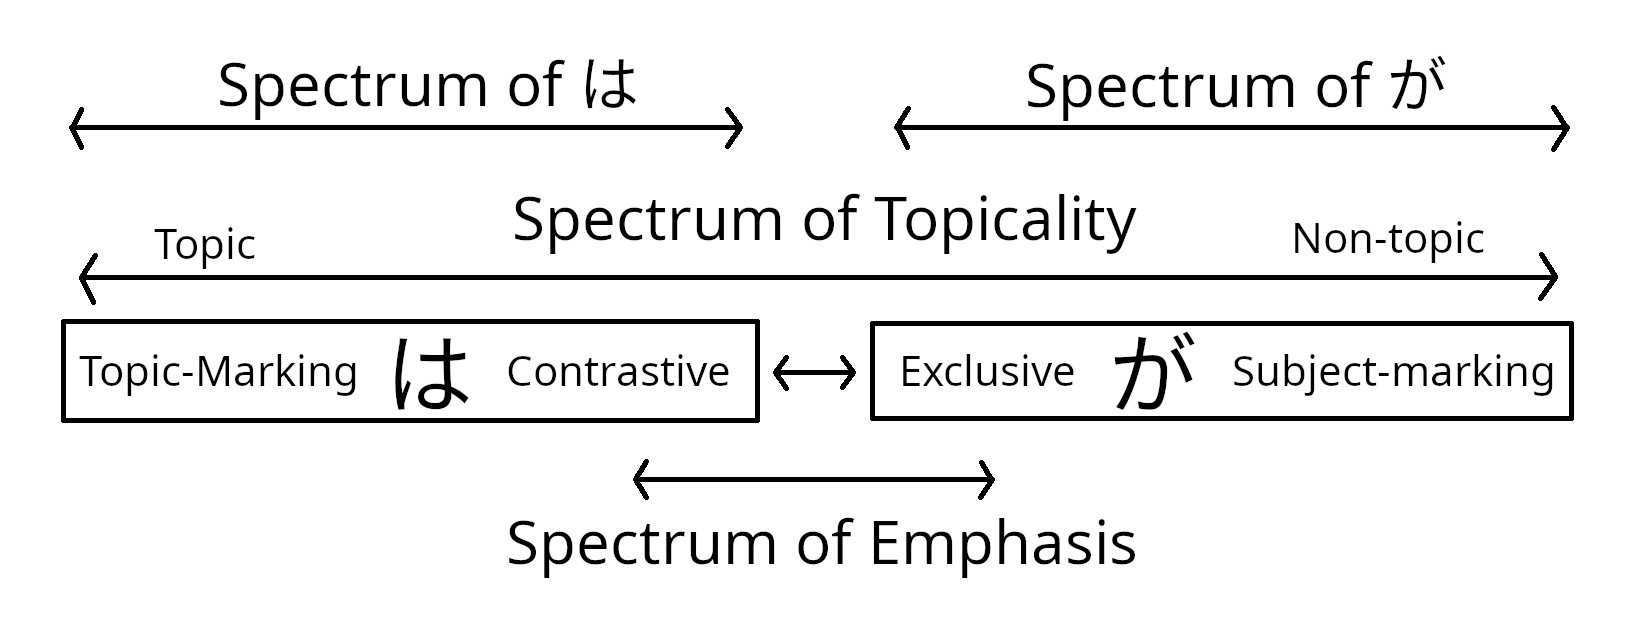 Spectrum of は
Spectrum of が
Spectrum of Topicality
Topic
Non-topic
Topic-Marking は Contrastive
Exclusive が Subject-marking
Spectrum of Emphasis